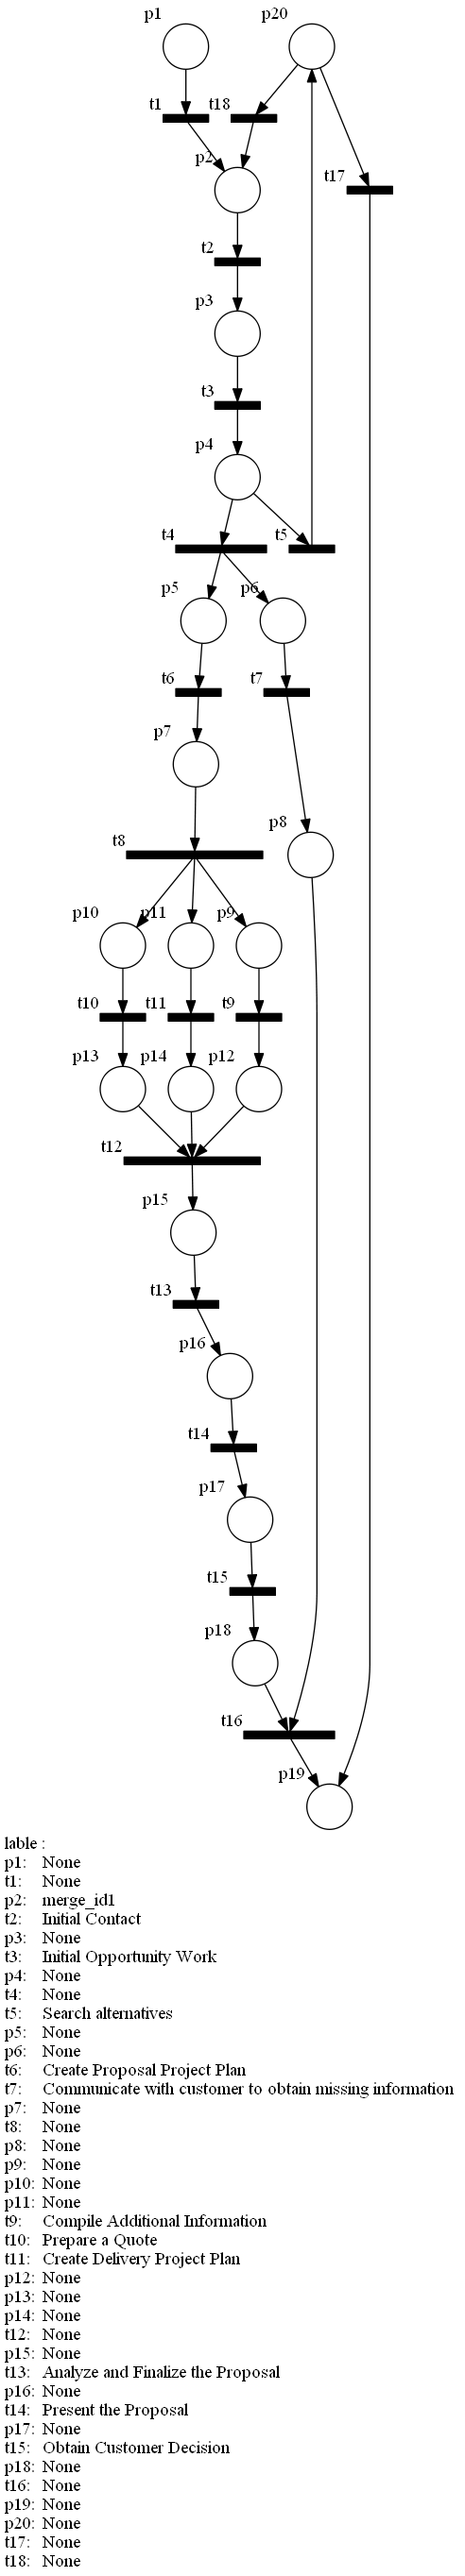 p1 p20
t1 t18
p2
t17
t2
p3
t3
p4
t4 t5
p5 p6
t6 t7
p7
p8
t8
p10 p11 p9
t10 t11 t9
p13 p14 p12
t12
p15
t13
p16
t14
p17
t15
p18
t16
p19
lable :
p1: None
t1: None
p2: merge_id1
t2: Initial Contact
p3: None
t3: Initial Opportunity Work
p4: None
t4: None
t5: Search alternatives
p5: None
p6: None
t6: Create Proposal Project Plan
t7: Communicate with customer to obtain missing information
p7: None
t8: None
p8: None
p9: None
p10: None
p11: None
t9: Compile Additional Information
t10: Prepare a Quote
t11: Create Delivery Project Plan
p12: None
p13: None
p14: None
t12: None
p15: None
t13: Analyze and Finalize the Proposal
p16: None
t14: Present the Proposal
p17: None
t15: Obtain Customer Decision
p18: None
t16: None
p19: None
p20: None
t17: None
t18: None